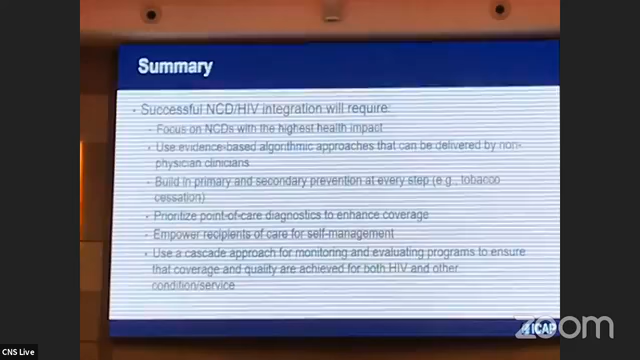 Summary
• Successful NCD/HIV integration will require:
– Focus on NCDs with the highest health impact
– Use evidence-based algorithmic approaches that can be delivered by non-
physician clinicians
– Build in primary and secondary prevention at every step (e.g., tobacco
cessation)
– Prioritize point-of-care diagnostics to enhance coverage
– Empower recipients of care for self-management
– Use a cascade approach for monitoring and evaluating programs to ensure
that coverage and quality are achieved for both HIV and other
condition/service
ICAP
zoom
CNS Live